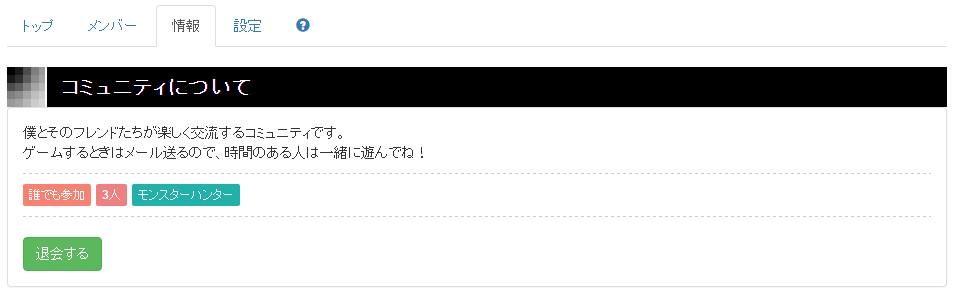 トップ メンバー 情報 設定 ?
コミュニティについて
僕とそのフレンドたちが楽しく交流するコミュニティです。
ゲームするときはメール送るので、時間のある人は一緒に遊んでね！
誰でも参加 3人 モンスターハンター
退会する